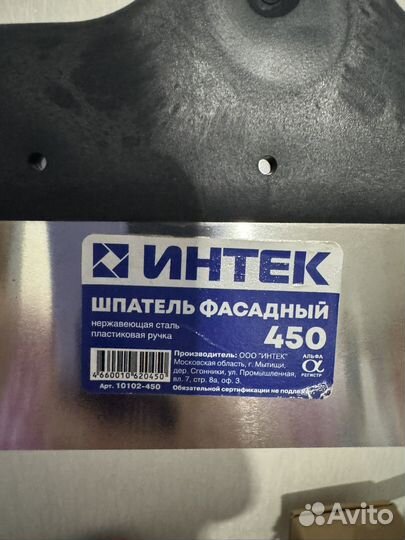 ИНТЕК
ШПАТЕЛЬ ФАСАДНЫЙ
нержавеющая сталь
пластиковая ручка
450
4660010620450
Арт. 10102-450
Производитель: ООО "ИНТЕК"
Московская область, г. Мытищи,
дер. Сгонники, ул. Промышленная,
вл. 7, стр. 8а, оф. 3.
Обязательной сертификации не
АЛЬФА
α
РЕГИСТР
Avito